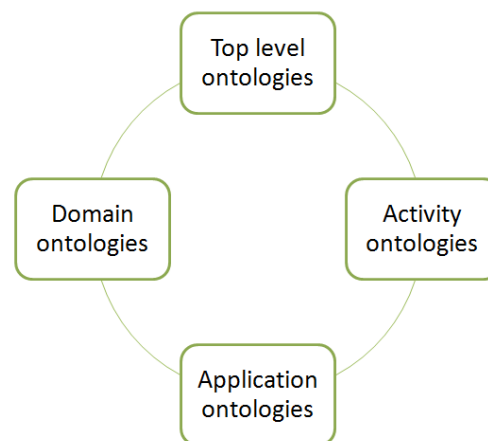 Top level
ontologies
Domain
ontologies
Activity
ontologies
Application
ontologies